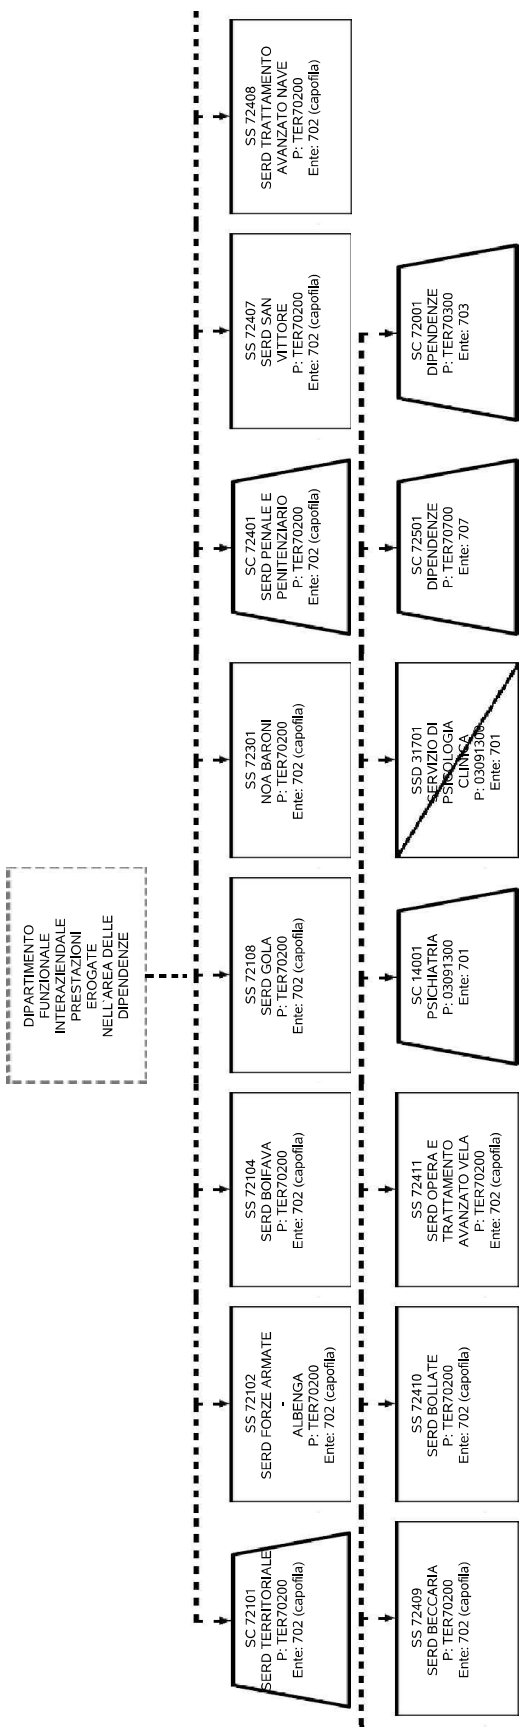 DIPARTIMENTO
FUNZIONALE
INTERAZIENDALE
PRESTAZIONI
EROGATE
NELL'AREA DELLE
DIPENDENZE
SC 72101
SERD TERRITORIALE
P: TER70200
Ente: 702 (capofila)
SS 72102
SERD FORZE ARMATE
-
ALBENGA
P: TER70200
Ente: 702 (capofila)
SS 72104
SERD BOIFAVA
P: TER70200
Ente: 702 (capofila)
SS 72108
SERD GOLA
P: TER70200
Ente: 702 (capofila)
SS 72301
NOA BARONI
P: TER70200
Ente: 702 (capofila)
SC 72401
SERD PENALE E
PENITENZIARIO
P: TER70200
Ente: 702 (capofila)
SS 72407
SERD SAN
VITTORE
P: TER70200
Ente: 702 (capofila)
SS 72408
SERD TRATTAMENTO
AVANZATO NAVE
P: TER70200
Ente: 702 (capofila)
SS 72409
SERD BECCARIA
P: TER70200
Ente: 702 (capofila)
SS 72410
SERD BOLLATE
P: TER70200
Ente: 702 (capofila)
SS 72411
SERD OPERA E
TRATTAMENTO
AVANZATO VELA
P: TER70200
Ente: 702 (capofila)
SC 14001
PSICHIATRIA
P: 03091300
Ente: 701
SSD 31701
SERVIZIO DI
PSICOLOGIA
CLINICA
P: 03091300
Ente: 701
SC 72501
DIPENDENZE
P: TER70700
Ente: 707
SC 72001
DIPENDENZE
P: TER70300
Ente: 703